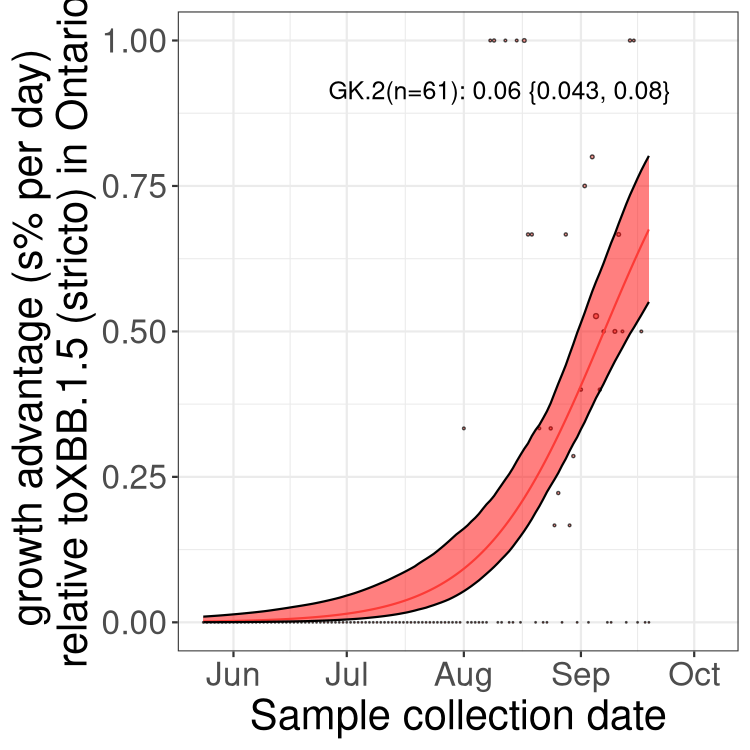 growth advantage (s% per day)
relative toXBB.1.5 (stricto) in Ontario
1.00
0.75
0.50
0.25
0.00
GK.2(n=61): 0.06 {0.043, 0.08}
Jun Jul Aug Sep Oct
Sample collection date